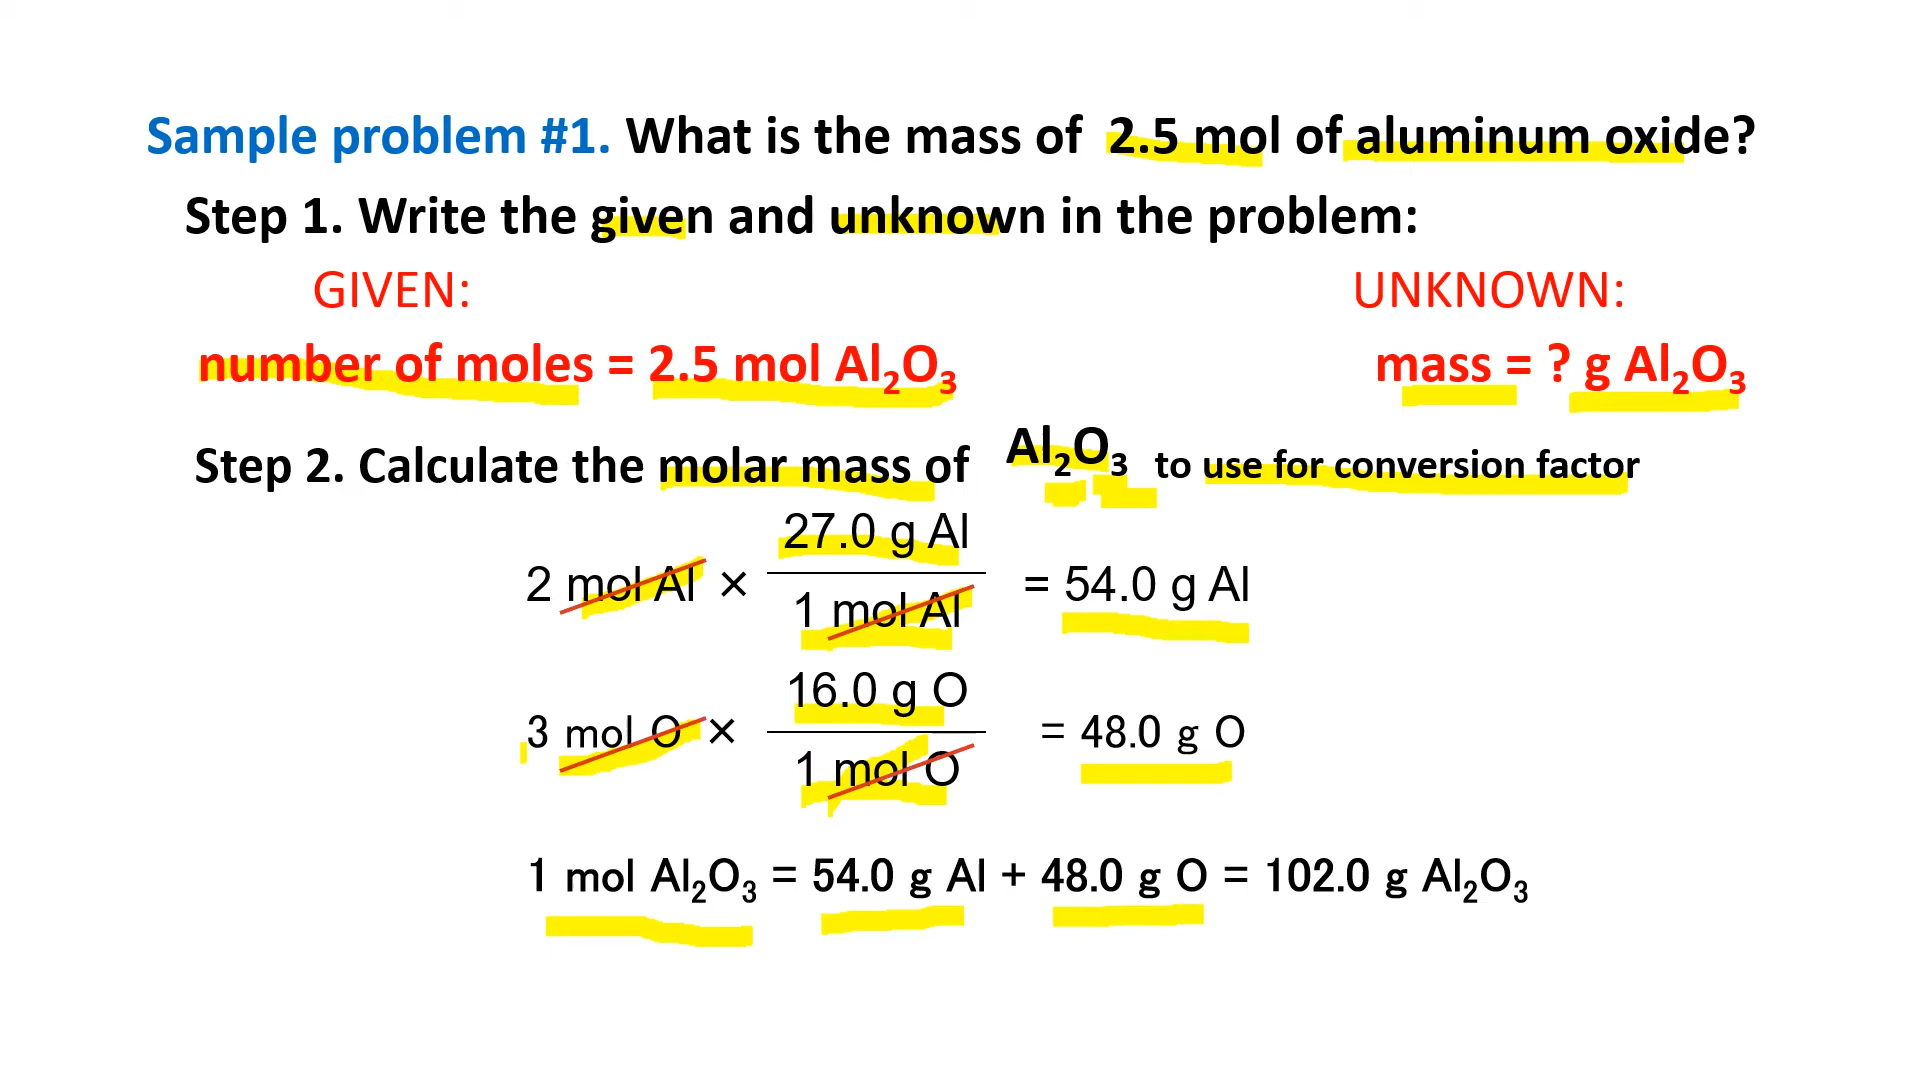 Sample problem #1. What is the mass of 2.5 mol of aluminum oxide?
Step 1. Write the given and unknown in the problem:
GIVEN: UNKNOWN:
number of moles = 2.5 mol Al₂O₃ mass = ? g Al₂O₃
Step 2. Calculate the molar mass of Al₂O₃ to use for conversion factor
27.0 g Al
2 mol Al × = 54.0 g Al
1 mol Al
16.0 g O
3 mol O × = 48.0 g O
1 mol O
1 mol Al₂O₃ = 54.0 g Al + 48.0 g O = 102.0 g Al₂O₃